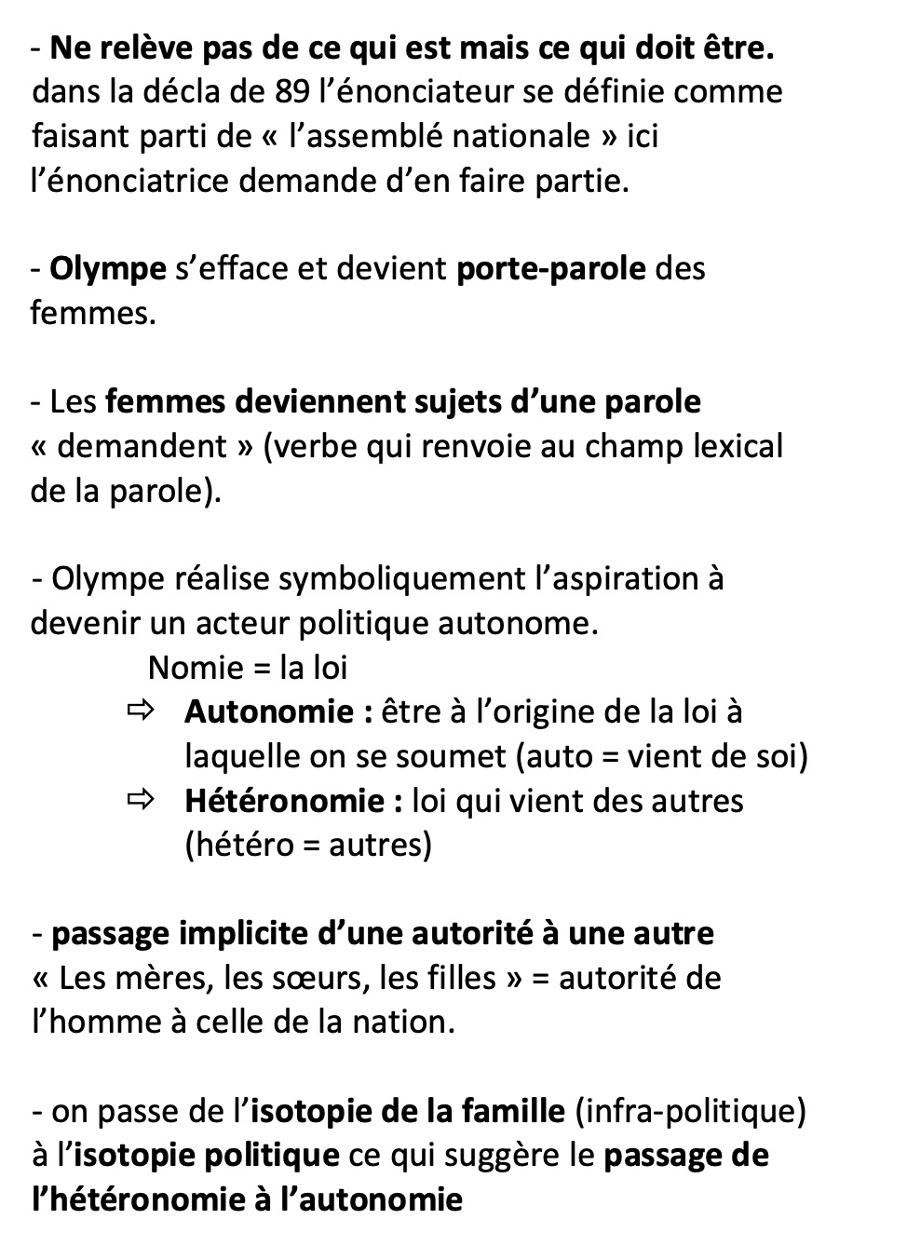 - Ne relève pas de ce qui est mais ce qui doit être.
dans la décla de 89 l’énonciateur se définie comme
faisant parti de « l’assemblé nationale » ici
l’énonciatrice demande d’en faire partie.
- Olympe s’efface et devient porte-parole des
femmes.
- Les femmes deviennent sujets d’une parole
« demandent » (verbe qui renvoie au champ lexical
de la parole).
- Olympe réalise symboliquement l’aspiration à
devenir un acteur politique autonome.
Nomie = la loi
⇨ Autonomie : être à l’origine de la loi à
laquelle on se soumet (auto = vient de soi)
⇨ Hétéronomie : loi qui vient des autres
(hétéro = autres)
- passage implicite d’une autorité à une autre
« Les mères, les sœurs, les filles » = autorité de
l’homme à celle de la nation.
- on passe de l’isotopie de la famille (infra-politique)
à l’isotopie politique ce qui suggère le passage de
l’hétéronomie à l’autonomie